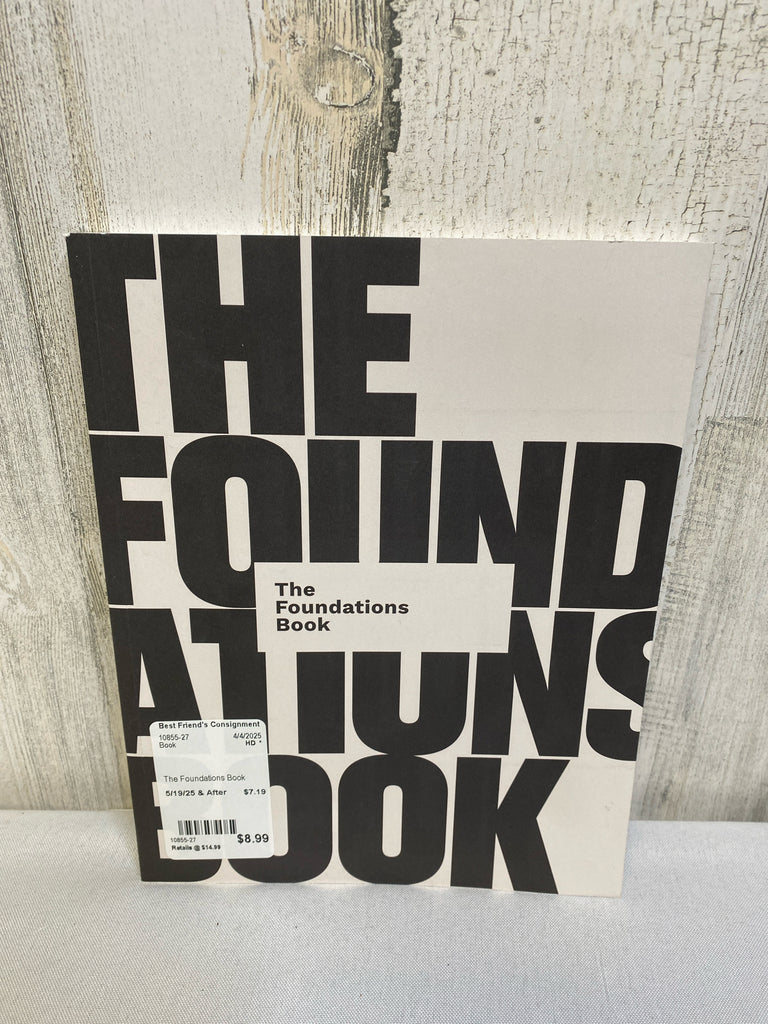 THE
FOUND
ATIONS
BOOK
The
Foundations
Book
Best Friend's Consignment
10855-27 4/4/2025
Book HD *
The Foundations Book
5/19/25 & After $7.19
10855-27 $8.99
Retails @ $14.99